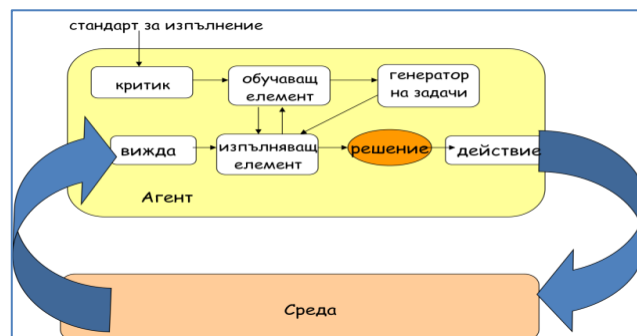 стандарт за изпълнение
критик
обучаващ
елемент
генератор
на задачи
вижда
изпълняващ
елемент
решение
действие
Агент
Среда